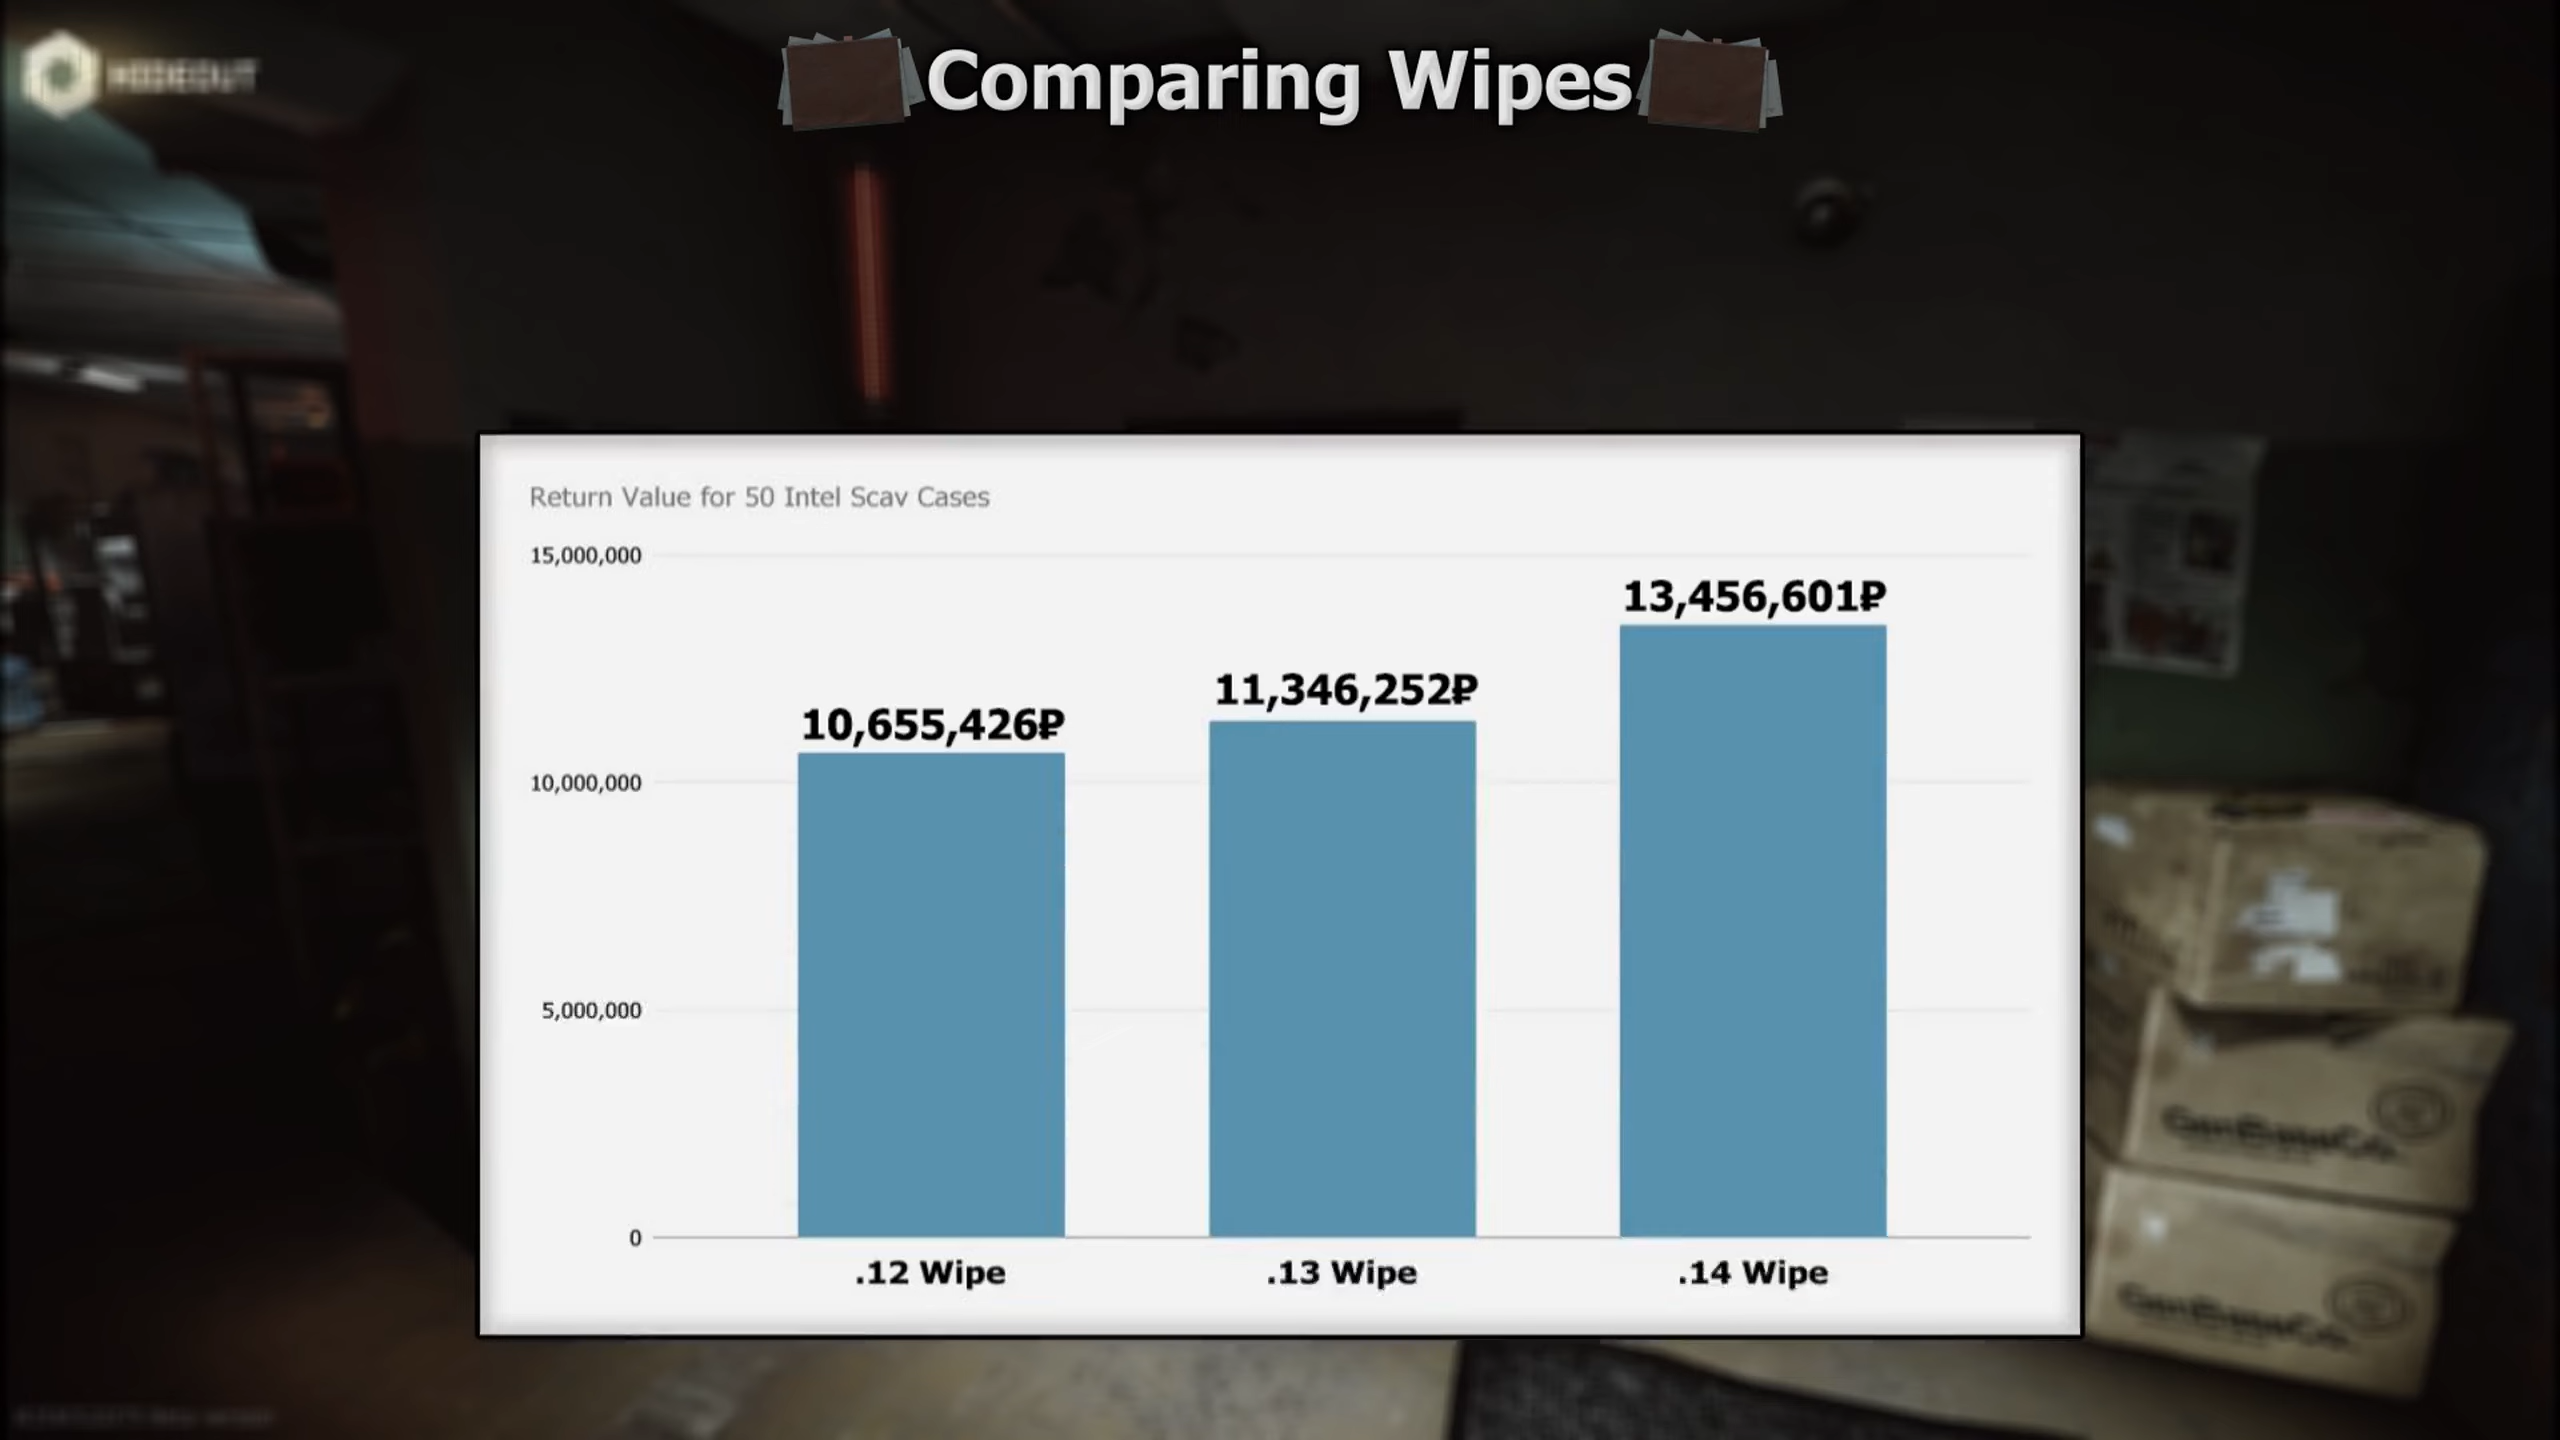 HIDEOUT
Comparing Wipes
Return Value for 50 Intel Scav Cases
15,000,000
13,456,601₽
11,346,252₽
10,655,426₽
10,000,000
5,000,000
0
.12 Wipe
.13 Wipe
.14 Wipe